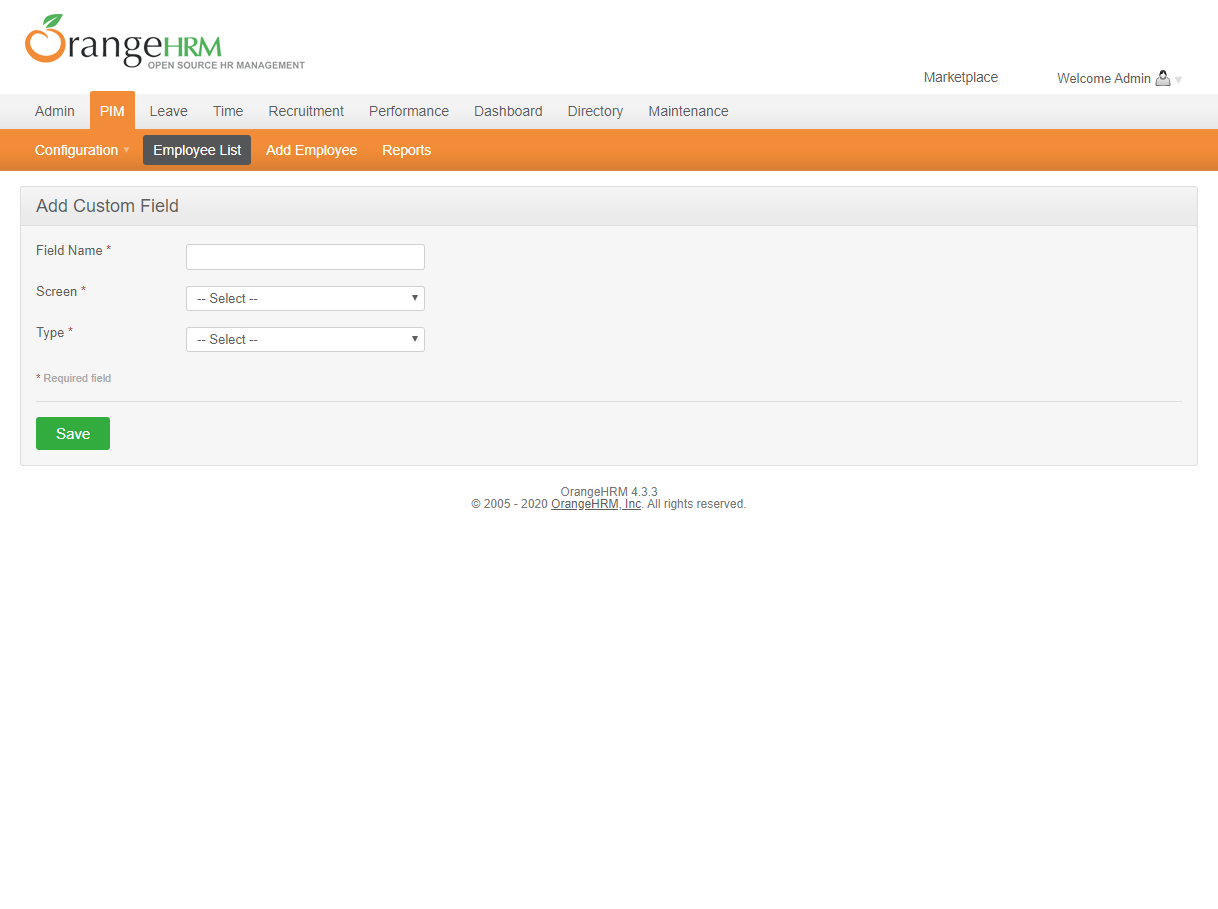 OrangeHRM
OPEN SOURCE HR MANAGEMENT
Marketplace Welcome Admin
Admin PIM Leave Time Recruitment Performance Dashboard Directory Maintenance
Configuration Employee List Add Employee Reports
Add Custom Field
Field Name *
Screen * -- Select --
Type * -- Select --
* Required field
Save
OrangeHRM 4.3.3
© 2005 - 2020 OrangeHRM, Inc. All rights reserved.